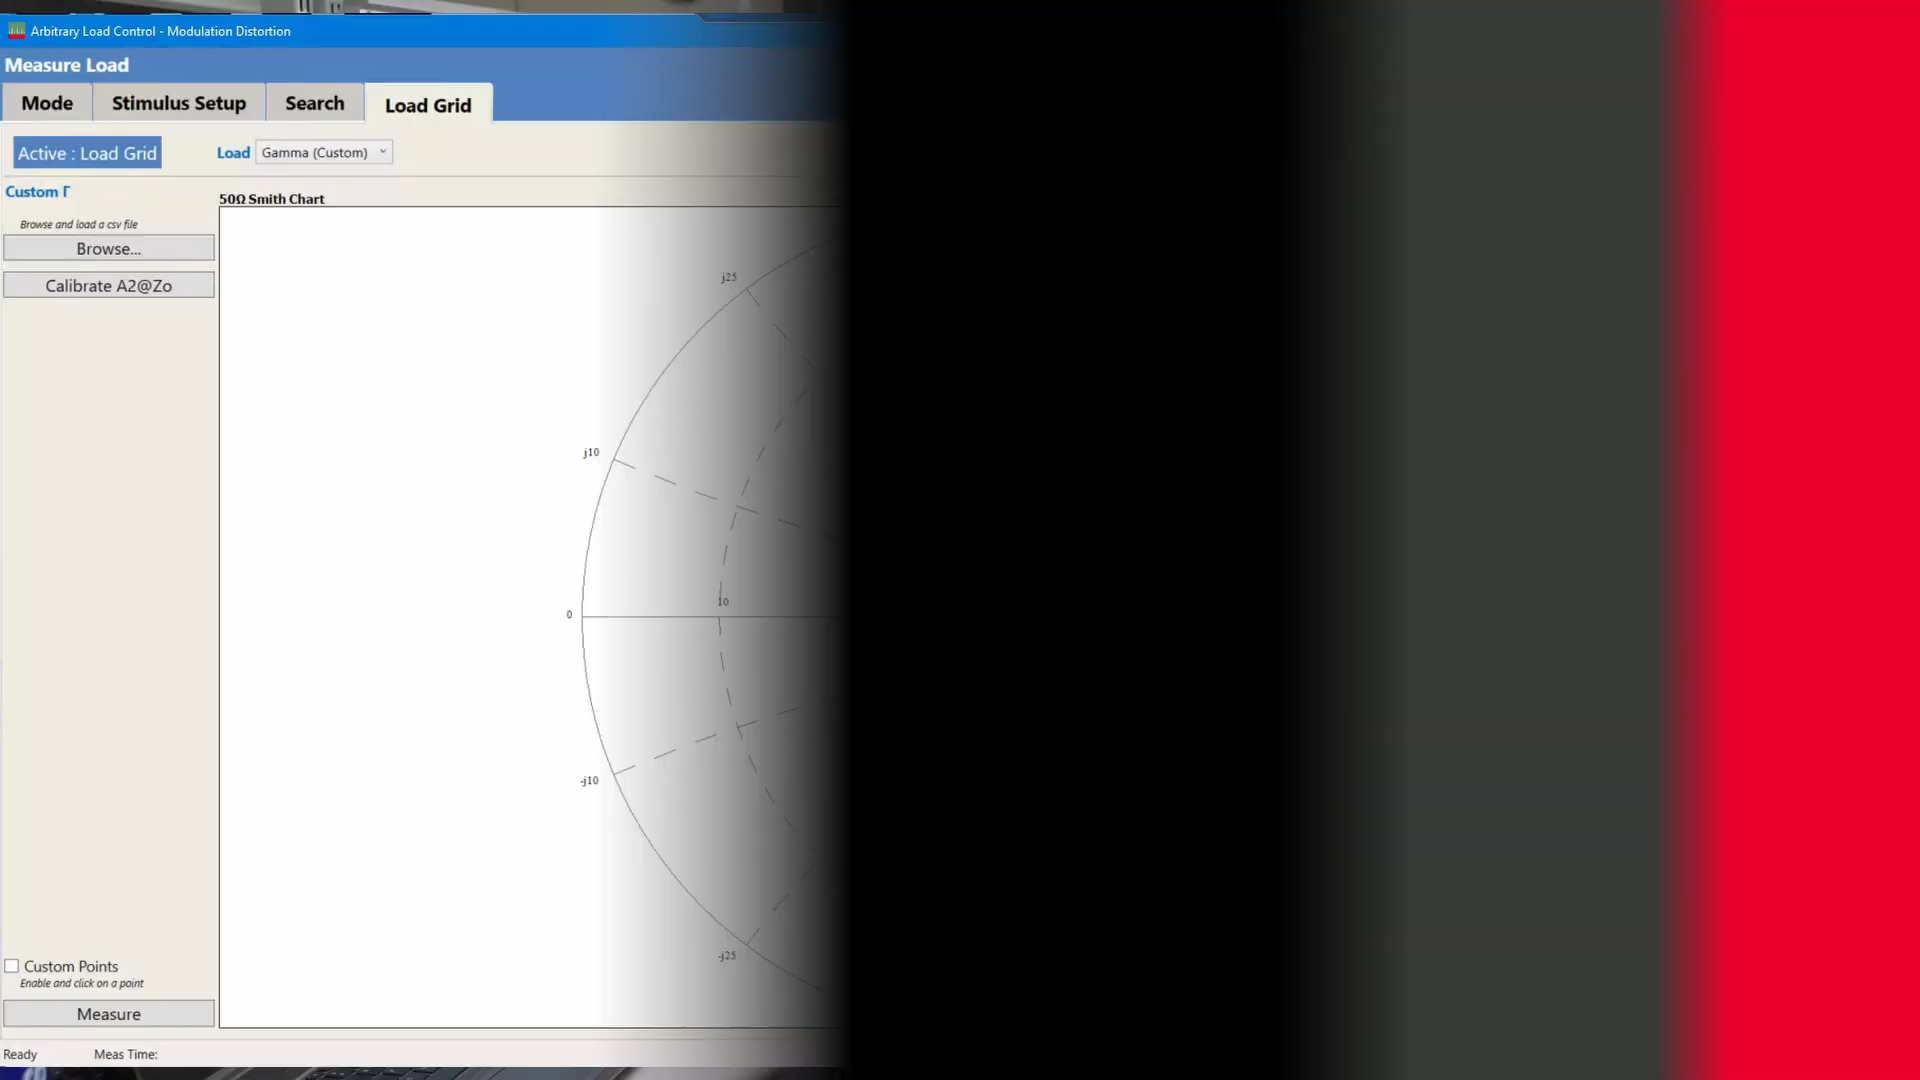 Arbitrary Load Control - Modulation Distortion
Measure Load
Mode Stimulus Setup Search Load Grid
Active : Load Grid Load Gamma (Custom)
Custom Γ
50Ω Smith Chart
Browse and load a csv file
Browse...
Calibrate A2@Zo
j25
j10
10
0
-j10
-j25
Custom Points
Enable and click on a point
Measure
Ready Meas Time: